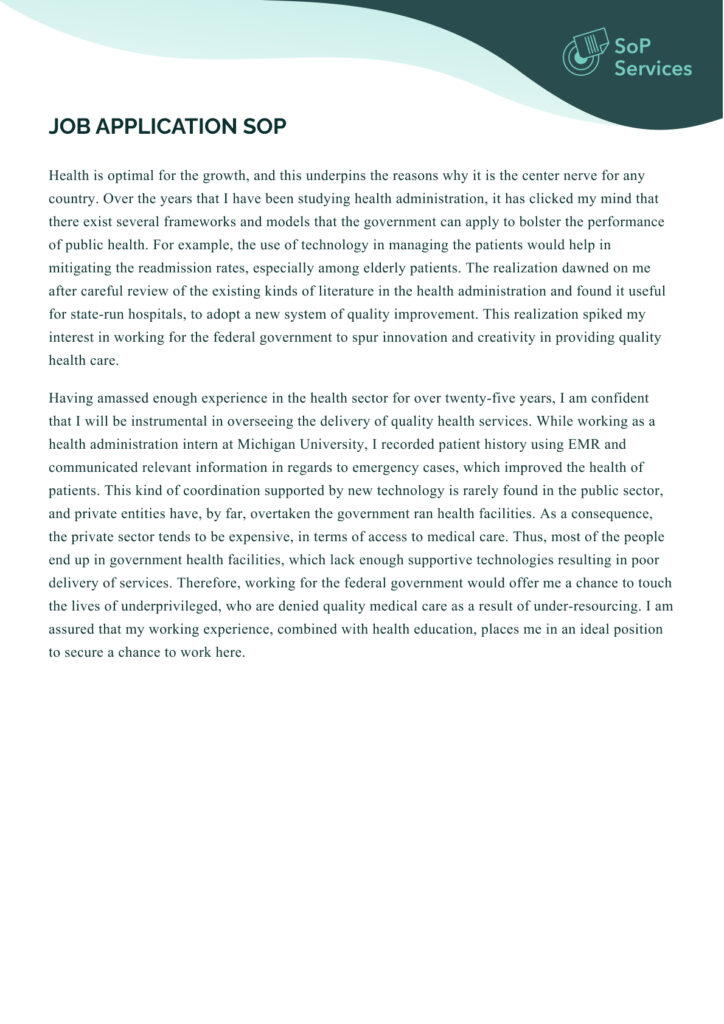 SoP
Services
JOB APPLICATION SOP
Health is optimal for the growth, and this underpins the reasons why it is the center nerve for any
country. Over the years that I have been studying health administration, it has clicked my mind that
there exist several frameworks and models that the government can apply to bolster the performance
of public health. For example, the use of technology in managing the patients would help in
mitigating the readmission rates, especially among elderly patients. The realization dawned on me
after careful review of the existing kinds of literature in the health administration and found it useful
for state-run hospitals, to adopt a new system of quality improvement. This realization spiked my
interest in working for the federal government to spur innovation and creativity in providing quality
health care.
Having amassed enough experience in the health sector for over twenty-five years, I am confident
that I will be instrumental in overseeing the delivery of quality health services. While working as a
health administration intern at Michigan University, I recorded patient history using EMR and
communicated relevant information in regards to emergency cases, which improved the health of
patients. This kind of coordination supported by new technology is rarely found in the public sector,
and private entities have, by far, overtaken the government ran health facilities. As a consequence,
the private sector tends to be expensive, in terms of access to medical care. Thus, most of the people
end up in government health facilities, which lack enough supportive technologies resulting in poor
delivery of services. Therefore, working for the federal government would offer me a chance to touch
the lives of underprivileged, who are denied quality medical care as a result of under-resourcing. I am
assured that my working experience, combined with health education, places me in an ideal position
to secure a chance to work here.